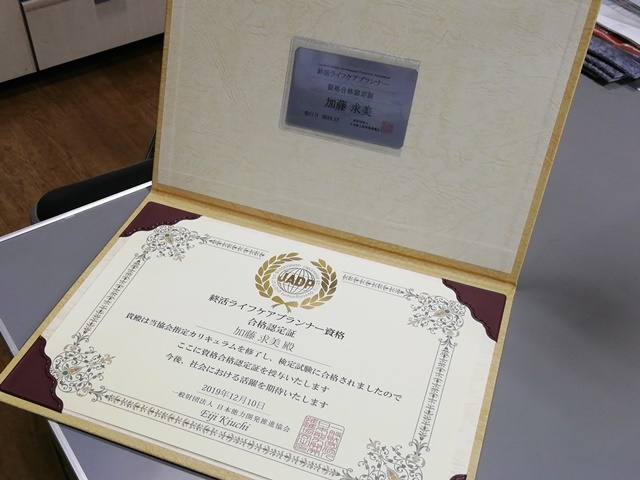 終活ライフケアプランナー
資格合格認定証
加藤 求美
JADP
終活ライフケアプランナー資格
合格認定証
加藤 求美 殿
貴殿は当協会指定カリキュラムを修了し、検定試験に合格されましたので
ここに資格合格認定証を授与いたします
今後、社会における活躍を期待いたします
2019年12月10日
一般財団法人 日本能力開発推進協会
Eiji Kiuchi